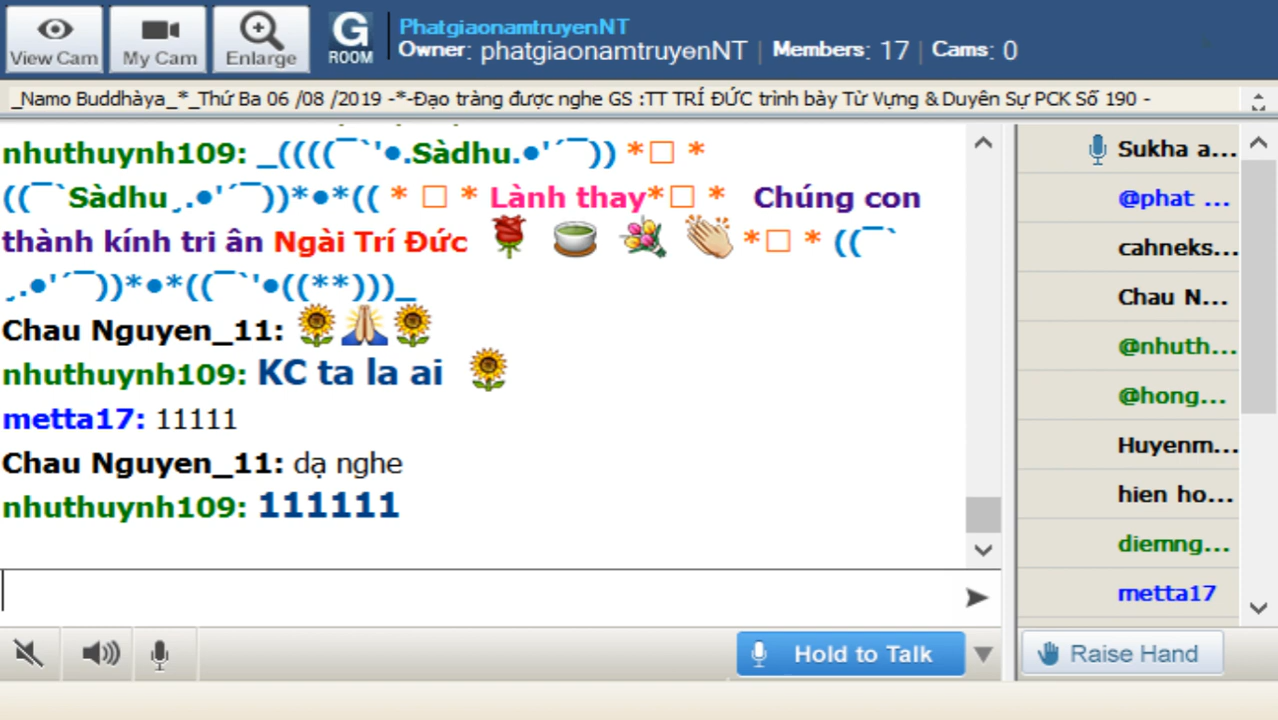 View Cam
My Cam
Enlarge
G
ROOM
PhatgiaonamtruyenNT
Owner: phatgiaonamtruyenNT | Members: 17 | Cams: 0
_Namo Buddhàya_*_Thứ Ba 06 /08 /2019 -*-Đạo tràng được nghe GS :TT TRÍ ĐỨC trình bày Từ Vựng & Duyên Sự PCK Số 190 -
nhuthuynh109: _((((¯`'●.Sàdhu.●'´¯)) *□ *
((¯`Sàdhu¸.●'´¯))*●*(( * □ * Lành thay*□ * Chúng con
thành kính tri ân Ngài Trí Đức 🌹 🍵 💐 👏 *□ * ((¯`
¸.●'´¯))*●*((¯`'●((**)))_
Chau Nguyen_11: 🌻🙏🌻
nhuthuynh109: KC ta la ai 🌻
metta17: 11111
Chau Nguyen_11: dạ nghe
nhuthuynh109: 111111
Hold to Talk
Sukha a...
@phat ...
cahneks...
Chau N...
@nhuth...
@hong...
Huyenm...
hien ho...
diemng...
metta17
Raise Hand